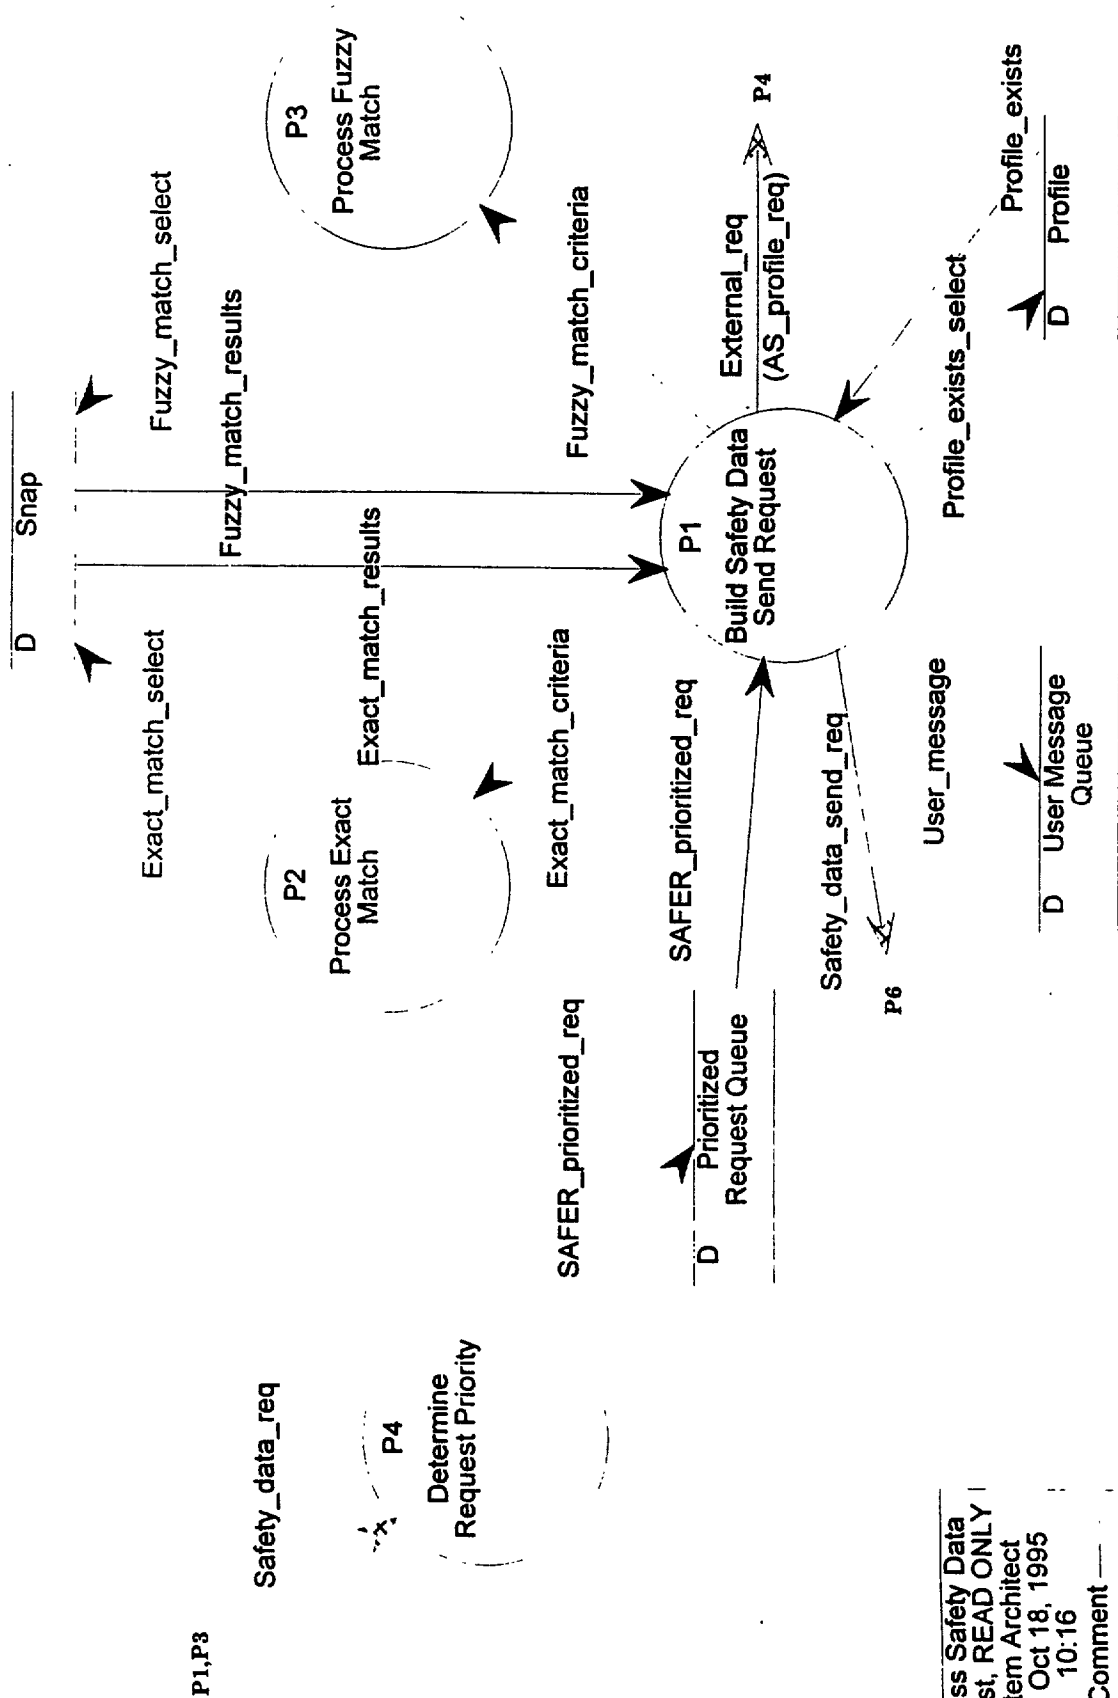 P1,P3
Safety_data_req
P4
Determine
Request Priority
D Snap
Exact_match_select
Fuzzy_match_select
Fuzzy_match_results
Exact_match_results
P2
Process Exact
Match
P3
Process Fuzzy
Match
Exact_match_criteria
Fuzzy_match_criteria
SAFER_prioritized_req
SAFER_prioritized_req
D Prioritized
Request Queue
P1
Build Safety Data
Send Request
External_req
(AS_profile_req)
P4
Safety_data_send_req
P6
User_message
D User Message
Queue
Profile_exists_select
Profile_exists
D Profile
ss Safety Data
st, READ ONLY
tem Architect
Oct 18, 1995
10:16
Comment